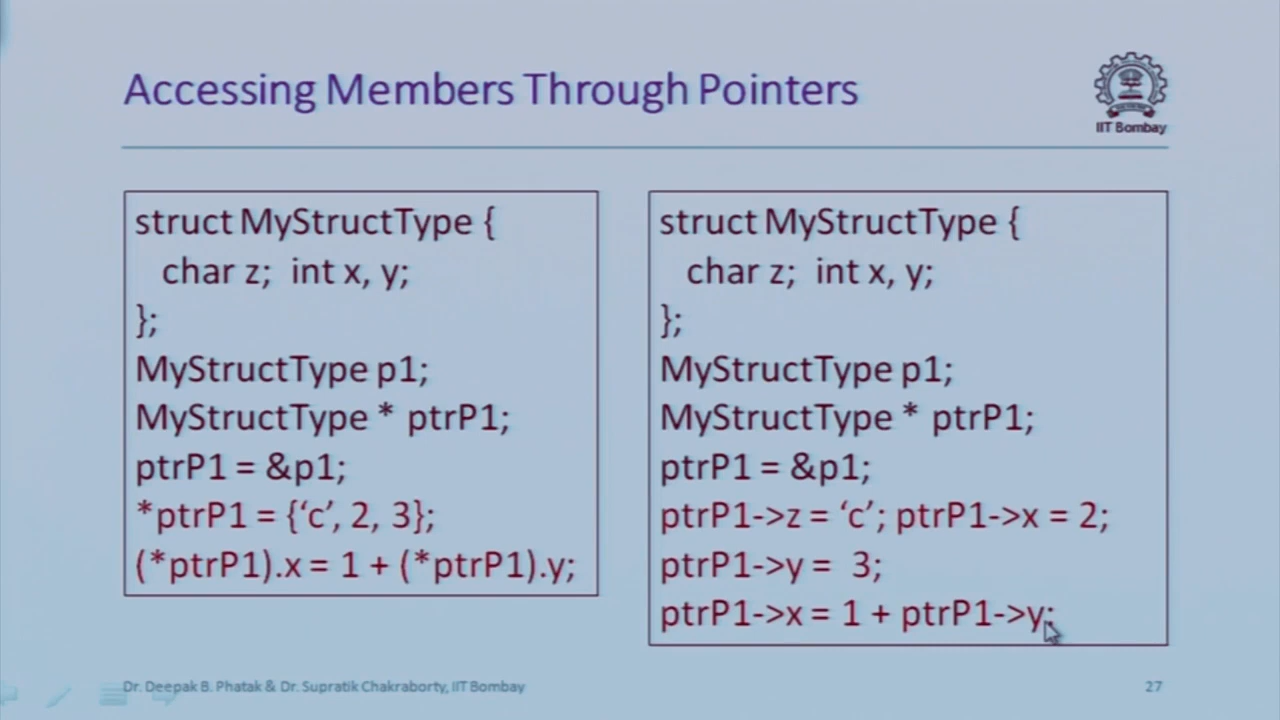 Accessing Members Through Pointers
IIT Bombay
struct MyStructType {
char z; int x, y;
};
MyStructType p1;
MyStructType * ptrP1;
ptrP1 = &p1;
*ptrP1 = {‘c’, 2, 3};
(*ptrP1).x = 1 + (*ptrP1).y;
struct MyStructType {
char z; int x, y;
};
MyStructType p1;
MyStructType * ptrP1;
ptrP1 = &p1;
ptrP1->z = ‘c’; ptrP1->x = 2;
ptrP1->y = 3;
ptrP1->x = 1 + ptrP1->y;
Dr. Deepak B. Phatak & Dr. Supratik Chakraborty, IIT Bombay
27